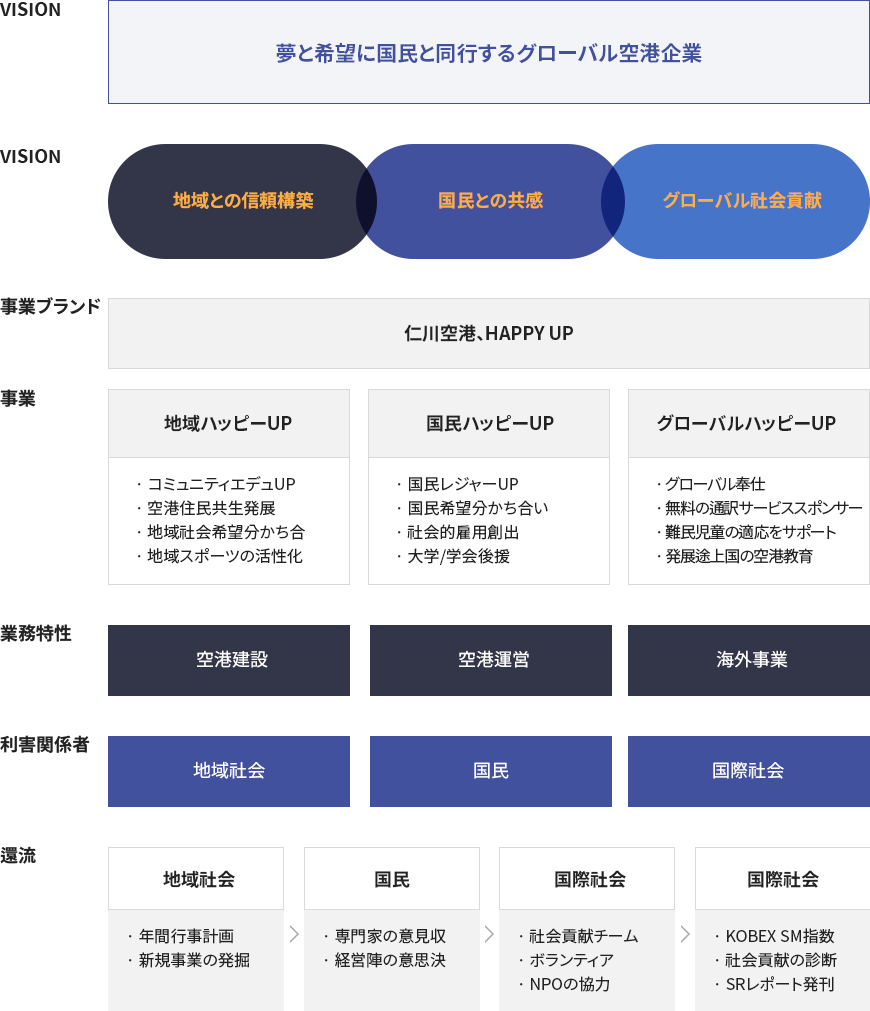 VISION
夢と希望に国民と同行するグローバル空港企業
VISION
地域との信頼構築
国民との共感
グローバル社会貢献
事業ブランド
仁川空港、HAPPY UP
事業
地域ハッピーUP
・コミュニティエデュUP
・空港住民共生発展
・地域社会希望分かち合
・地域スポーツの活性化
国民ハッピーUP
・国民レジャーUP
・国民希望分かち合い
・社会的雇用創出
・大学/学会後援
グローバルハッピーUP
・グローバル奉仕
・無料の通訳サービススポンサー
・難民児童の適応をサポート
・発展途上国の空港教育
業務特性
空港建設
空港運営
海外事業
利害関係者
地域社会
国民
国際社会
還流
地域社会
・年間行事計画
・新規事業の発掘
国民
・専門家の意見収
・経営陣の意思決
国際社会
・社会貢献チーム
・ボランティア
・NPOの協力
国際社会
・KOBEX SM指数
・社会貢献の診断
・SRレポート発刊